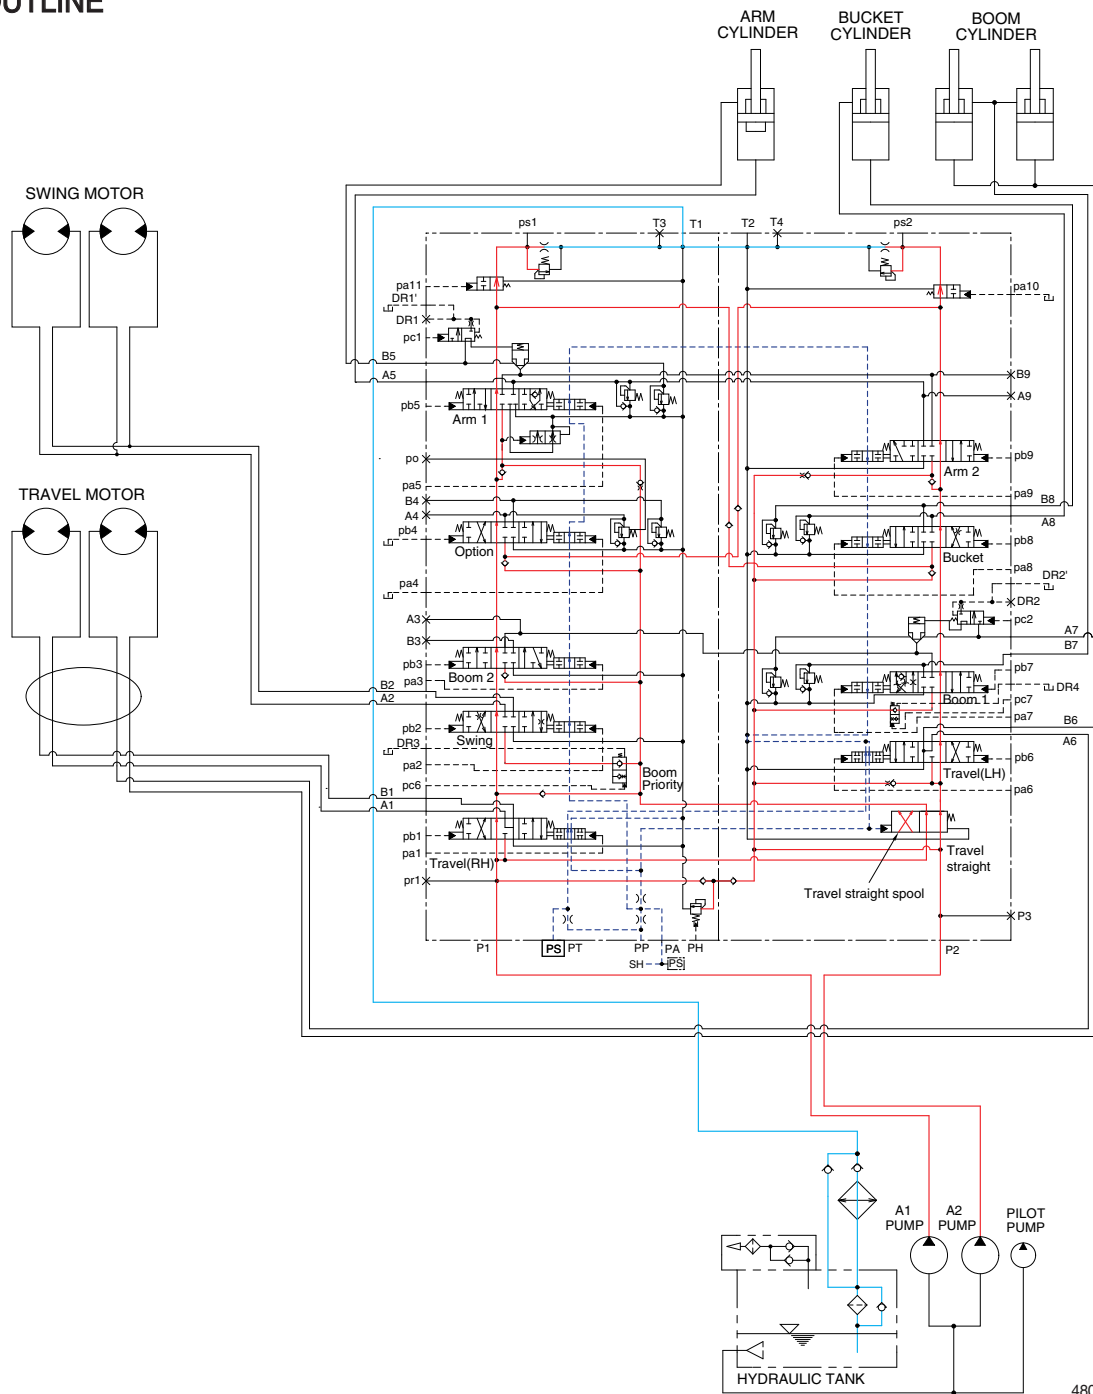 OUTLINE
ARM CYLINDER
BUCKET CYLINDER
BOOM CYLINDER
SWING MOTOR
TRAVEL MOTOR
ps1
T3
T1
T2
T4
ps2
pa11
DR1'
DR1
pc1
B5
A5
pb5
Arm 1
po
pa5
B4
A4
pb4
Option
pa4
A3
B3
pb3
Boom 2
pa3
B2
A2
pb2
Swing
DR3
pa2
Boom Priority
pc6
B1
A1
pb1
pa1
Travel(RH)
pr1
pa10
B9
A9
pb9
Arm 2
pa9
B8
A8
pb8
Bucket
pa8
DR2'
DR2
pc2
A7
B7
pb7
DR4
Boom 1
pc7
pa7
B6
A6
pb6
Travel(LH)
pa6
Travel straight
Travel straight spool
P3
P1
PS
PT
PP
PA
PH
P2
SH
PS
A1 PUMP
A2 PUMP
PILOT PUMP
HYDRAULIC TANK
480